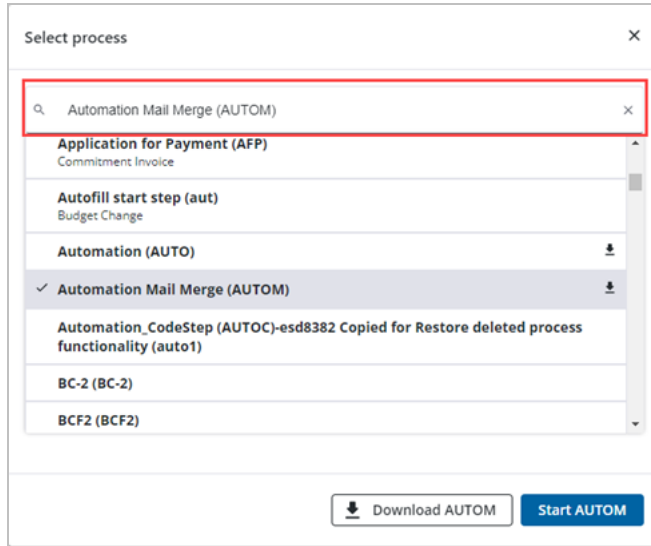 Select process
Automation Mail Merge (AUTOM)
Application for Payment (AFP)
Commitment Invoice
Autofill start step (aut)
Budget Change
Automation (AUTO)
Automation Mail Merge (AUTOM)
Automation_CodeStep (AUTOC)-esd8382 Copied for Restore deleted process
functionality (auto1)
BC-2 (BC-2)
BCF2 (BCF2)
Download AUTOM
Start AUTOM